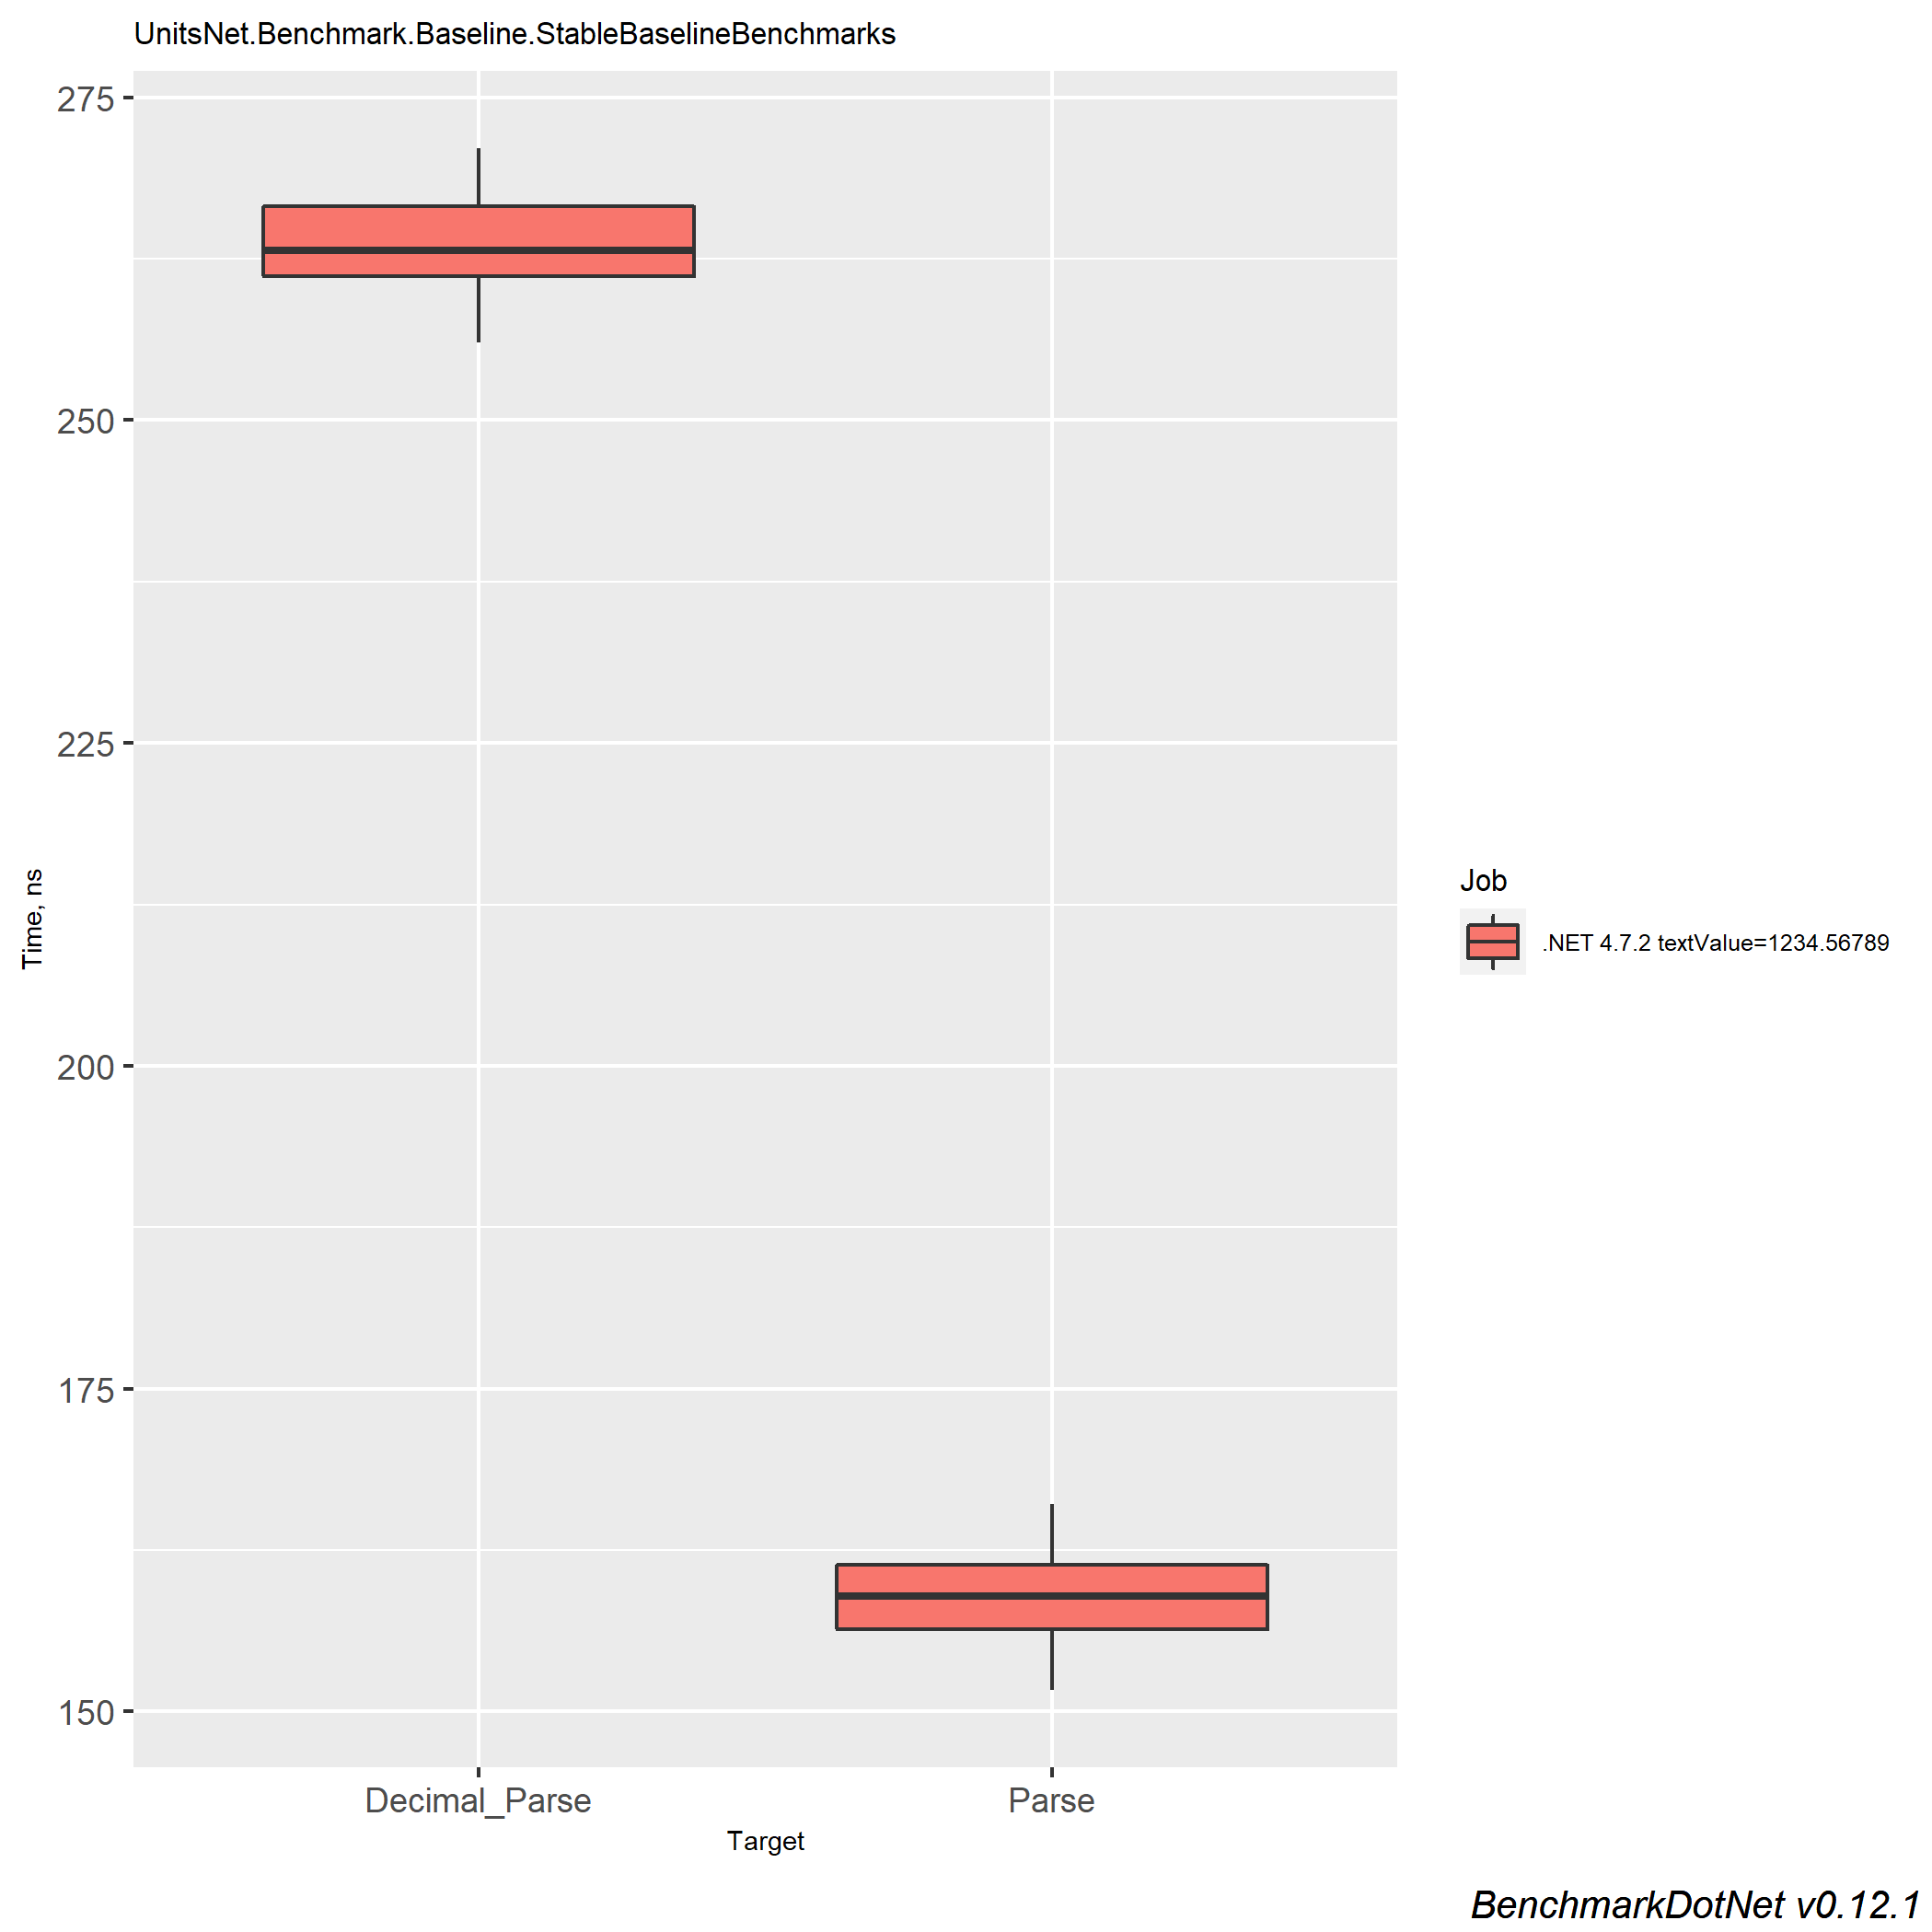 UnitsNet.Benchmark.Baseline.StableBaselineBenchmarks
275
250
225
200
175
150
Time, ns
Decimal_Parse
Parse
Target
Job
.NET 4.7.2 textValue=1234.56789
BenchmarkDotNet v0.12.1